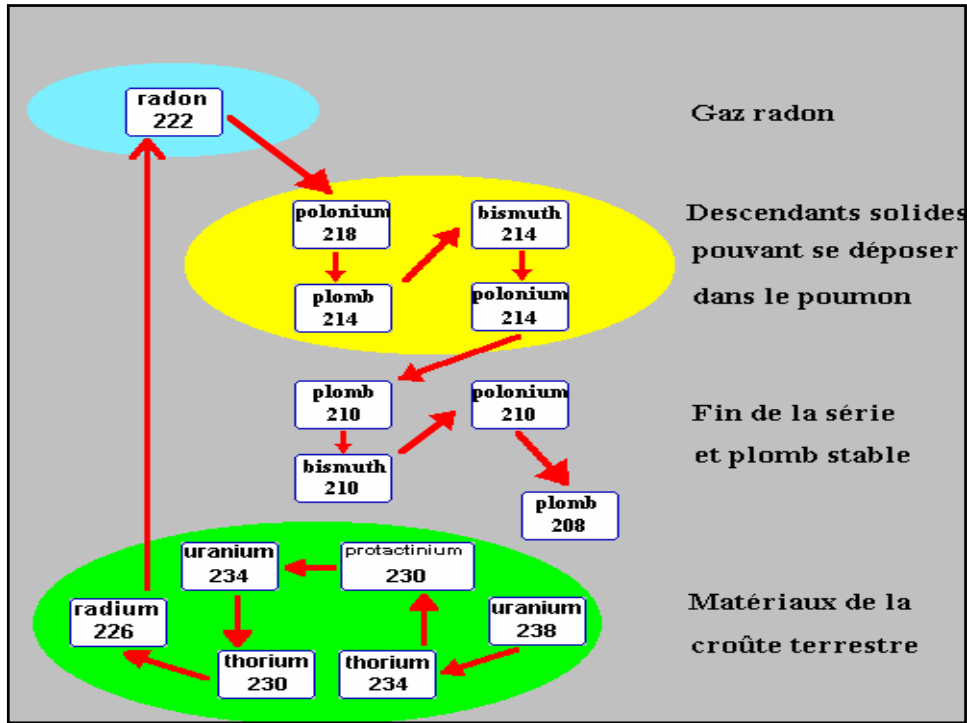 radon
222
Gaz radon
polonium
218
bismuth
214
Descendants solides
pouvant se déposer
dans le poumon
plomb
214
polonium
214
plomb
210
polonium
210
Fin de la série
et plomb stable
bismuth
210
plomb
208
uranium
234
protactinium
230
radium
226
uranium
238
Matériaux de la
croûte terrestre
thorium
230
thorium
234